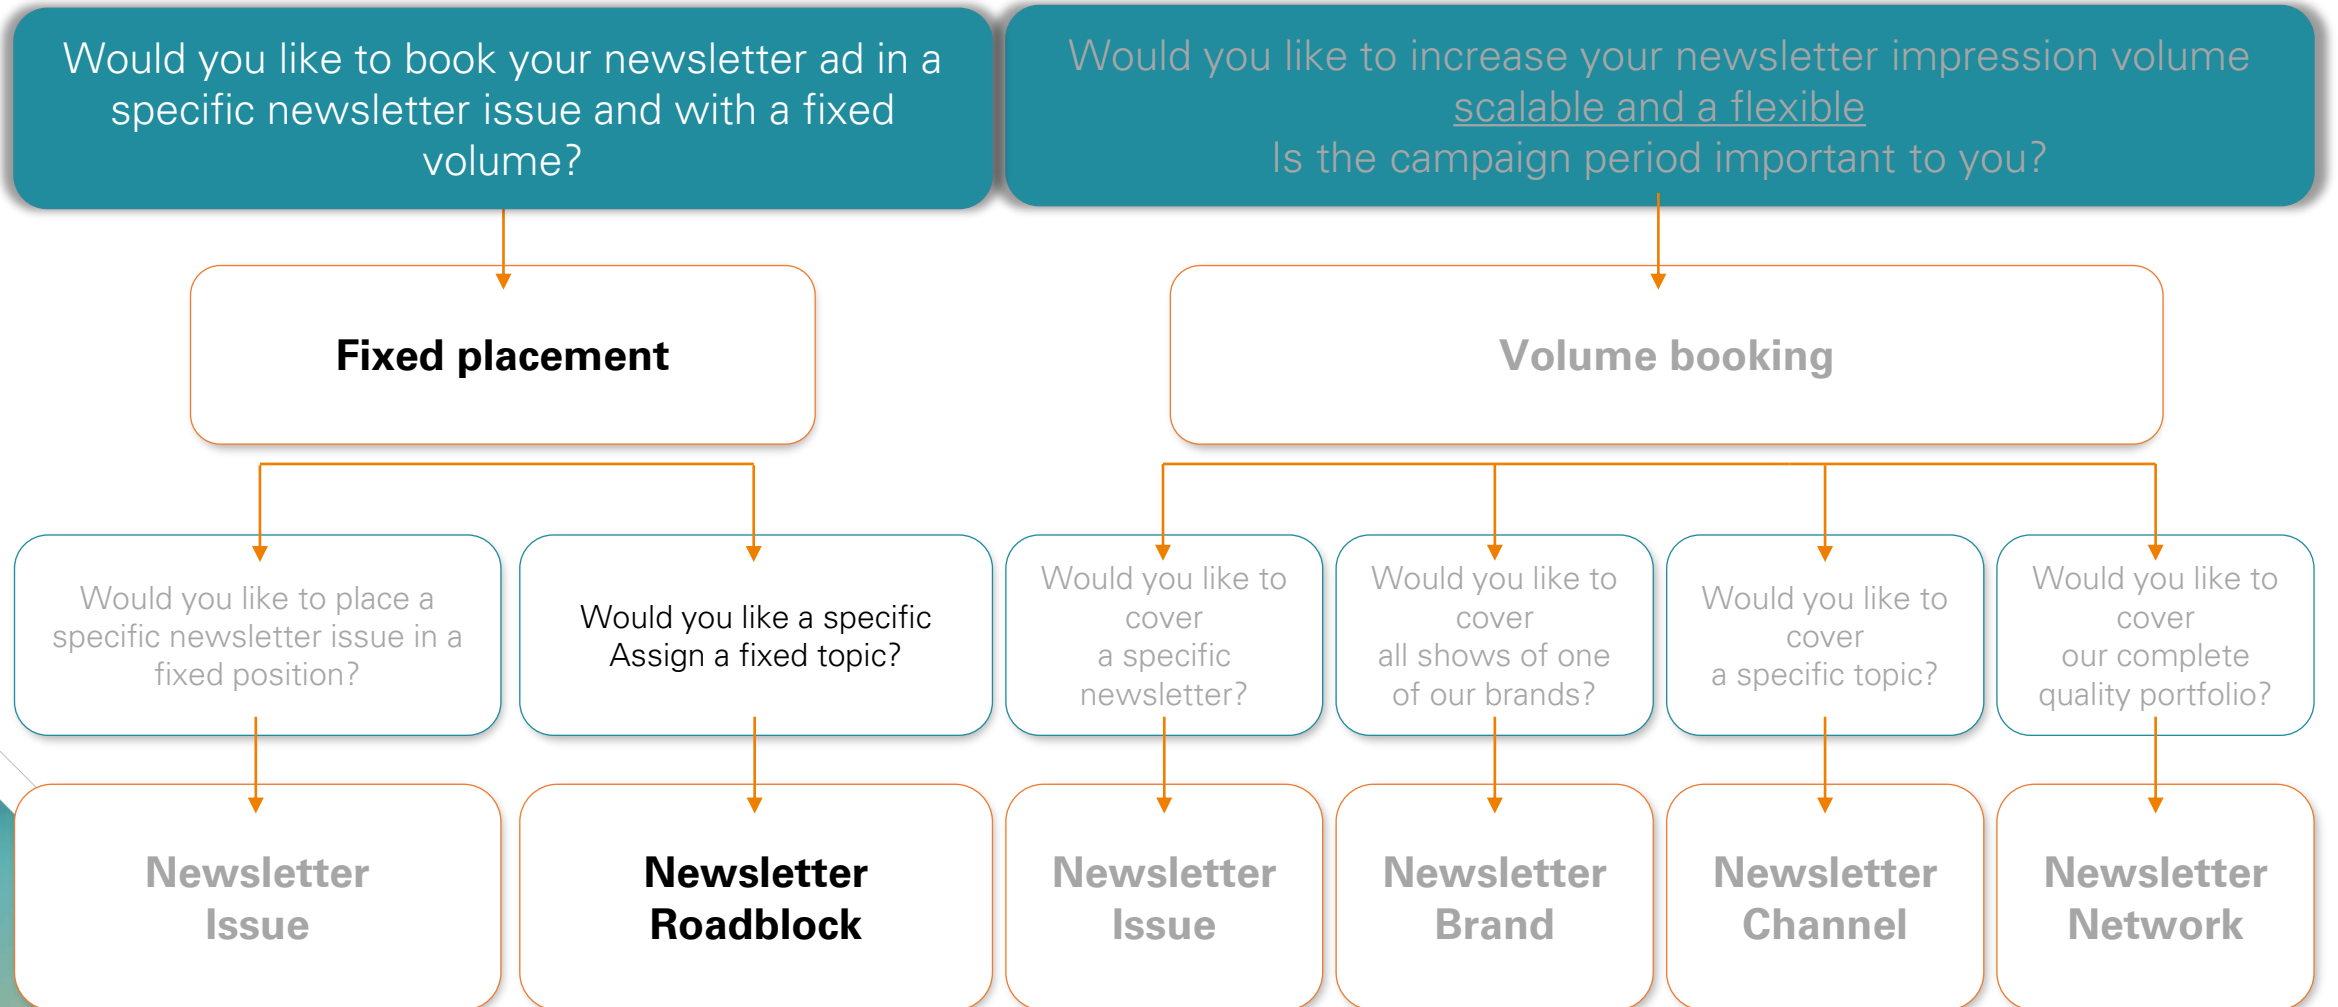 Would you like to book your newsletter ad in a
specific newsletter issue and with a fixed
volume?
Would you like to increase your newsletter impression volume
scalable and a flexible
Is the campaign period important to you?
Fixed placement
Volume booking
Would you like to place a
specific newsletter issue in a
fixed position?
Would you like a specific
Assign a fixed topic?
Would you like to
cover
a specific
newsletter?
Would you like to
cover
all shows of one
of our brands?
Would you like to
cover
a specific topic?
Would you like to
cover
our complete
quality portfolio?
Newsletter
Issue
Newsletter
Roadblock
Newsletter
Issue
Newsletter
Brand
Newsletter
Channel
Newsletter
Network